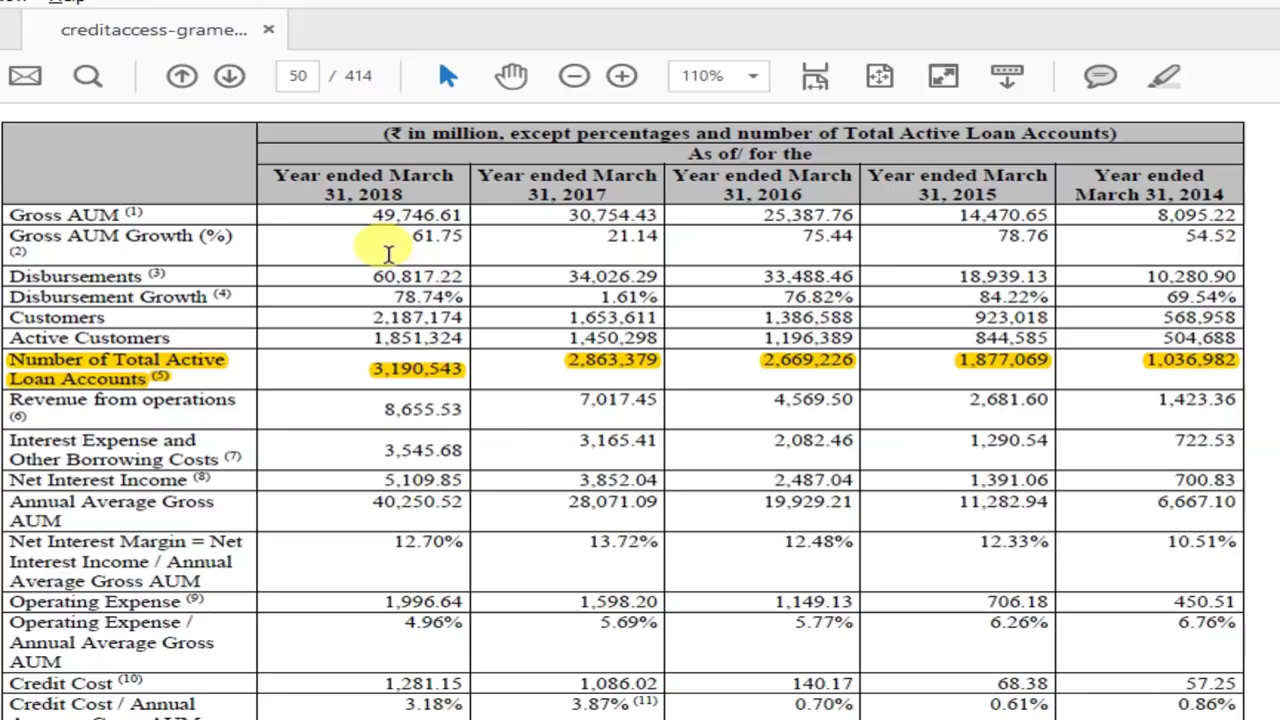 creditaccess-grame... ×
50 / 414 110%
(₹ in million, except percentages and number of Total Active Loan Accounts)
As of/ for the
Year ended March 31, 2018 Year ended March 31, 2017 Year ended March 31, 2016 Year ended March 31, 2015 Year ended March 31, 2014
Gross AUM (1) 49,746.61 30,754.43 25,387.76 14,470.65 8,095.22
Gross AUM Growth (%) (2) 61.75 21.14 75.44 78.76 54.52
Disbursements (3) 60,817.22 34,026.29 33,488.46 18,939.13 10,280.90
Disbursement Growth (4) 78.74% 1.61% 76.82% 84.22% 69.54%
Customers 2,187,174 1,653,611 1,386,588 923,018 568,958
Active Customers 1,851,324 1,450,298 1,196,389 844,585 504,688
Number of Total Active Loan Accounts (5) 3,190,543 2,863,379 2,669,226 1,877,069 1,036,982
Revenue from operations (6) 8,655.53 7,017.45 4,569.50 2,681.60 1,423.36
Interest Expense and Other Borrowing Costs (7) 3,545.68 3,165.41 2,082.46 1,290.54 722.53
Net Interest Income (8) 5,109.85 3,852.04 2,487.04 1,391.06 700.83
Annual Average Gross AUM 40,250.52 28,071.09 19,929.21 11,282.94 6,667.10
Net Interest Margin = Net Interest Income / Annual Average Gross AUM 12.70% 13.72% 12.48% 12.33% 10.51%
Operating Expense (9) 1,996.64 1,598.20 1,149.13 706.18 450.51
Operating Expense / Annual Average Gross AUM 4.96% 5.69% 5.77% 6.26% 6.76%
Credit Cost (10) 1,281.15 1,086.02 140.17 68.38 57.25
Credit Cost / Annual 3.18% 3.87% (11) 0.70% 0.61% 0.86%